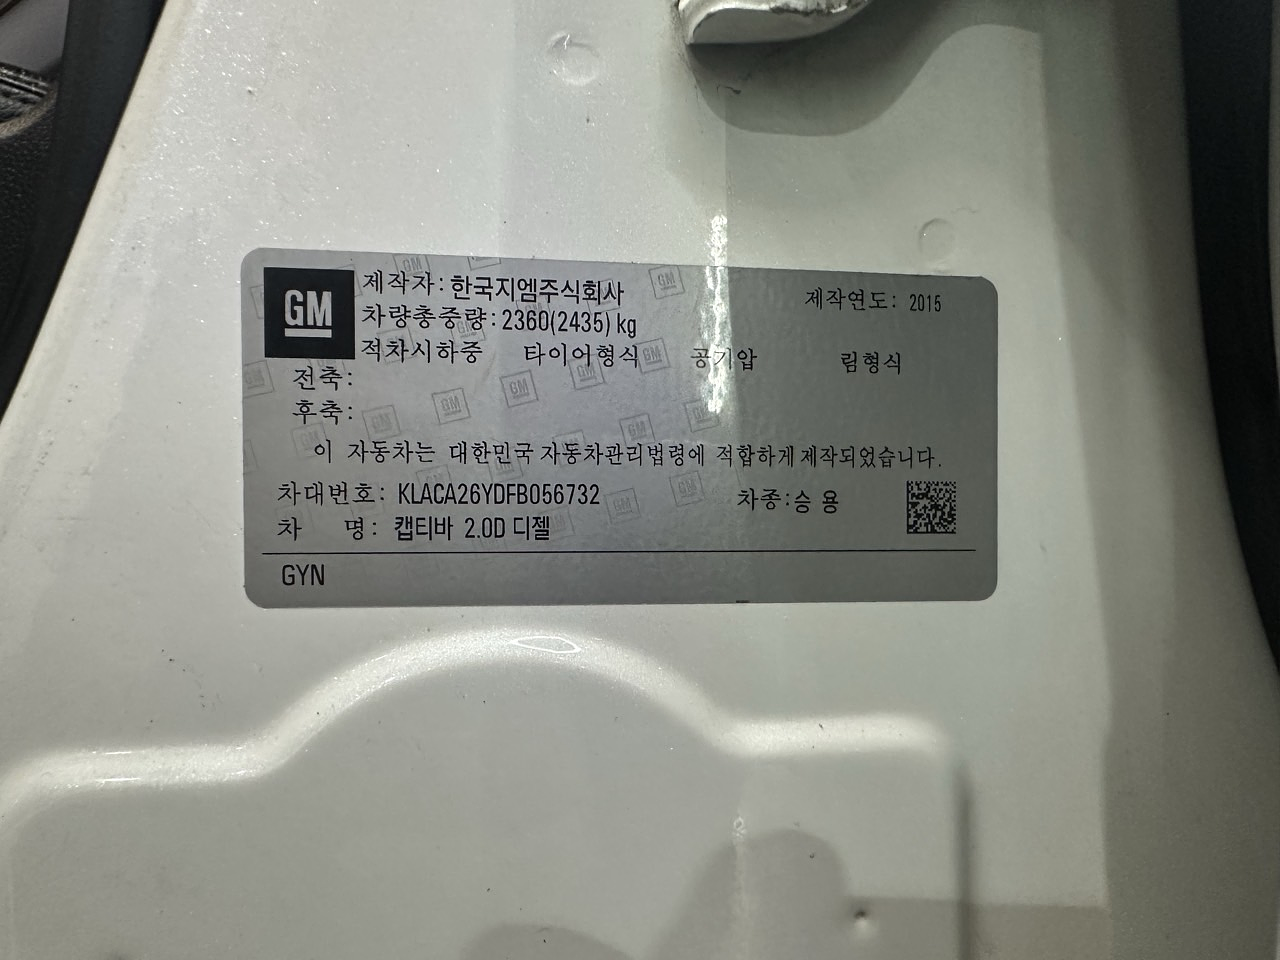 GM
제작자: 한국지엠주식회사 제작연도: 2015
차량총중량: 2360(2435) kg
적차시하중 타이어형식 공기압 림형식
전축:
후축:
이 자동차는 대한민국 자동차관리법령에 적합하게 제작되었습니다.
차대번호: KLACA26YDFB056732 차종: 승 용
차 명: 캡티바 2.0D 디젤
GYN